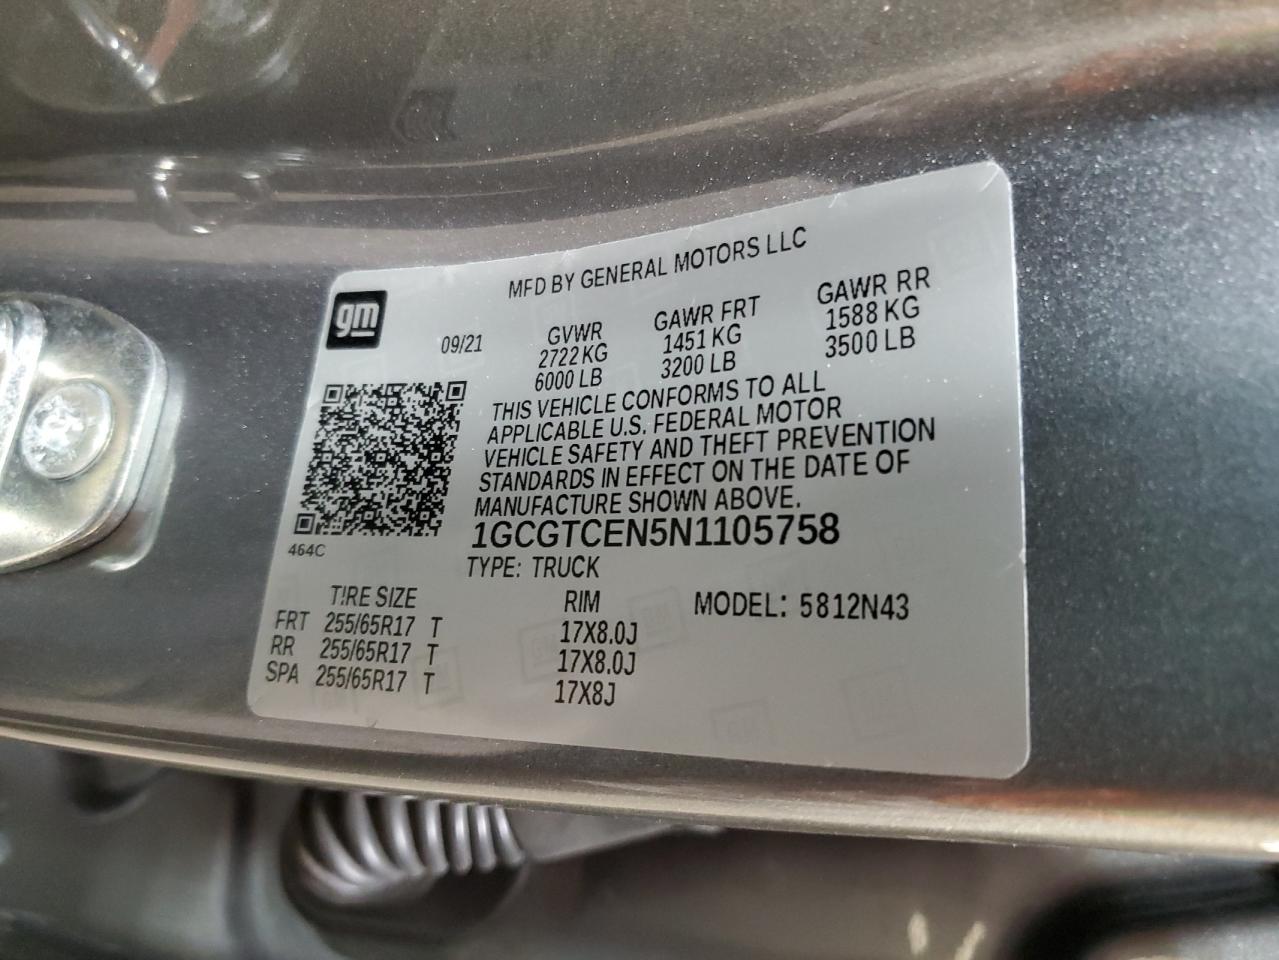 MFD BY GENERAL MOTORS LLC
gm
09/21
GVWR GAWR FRT GAWR RR
2722 KG 1451 KG 1588 KG
6000 LB 3200 LB 3500 LB
THIS VEHICLE CONFORMS TO ALL
APPLICABLE U.S. FEDERAL MOTOR
VEHICLE SAFETY AND THEFT PREVENTION
STANDARDS IN EFFECT ON THE DATE OF
MANUFACTURE SHOWN ABOVE.
1GCGTCEN5N1105758
464C
TYPE: TRUCK
TIRE SIZE RIM MODEL: 5812N43
FRT 255/65R17 T 17X8.0J
RR 255/65R17 T 17X8.0J
SPA 255/65R17 T 17X8J